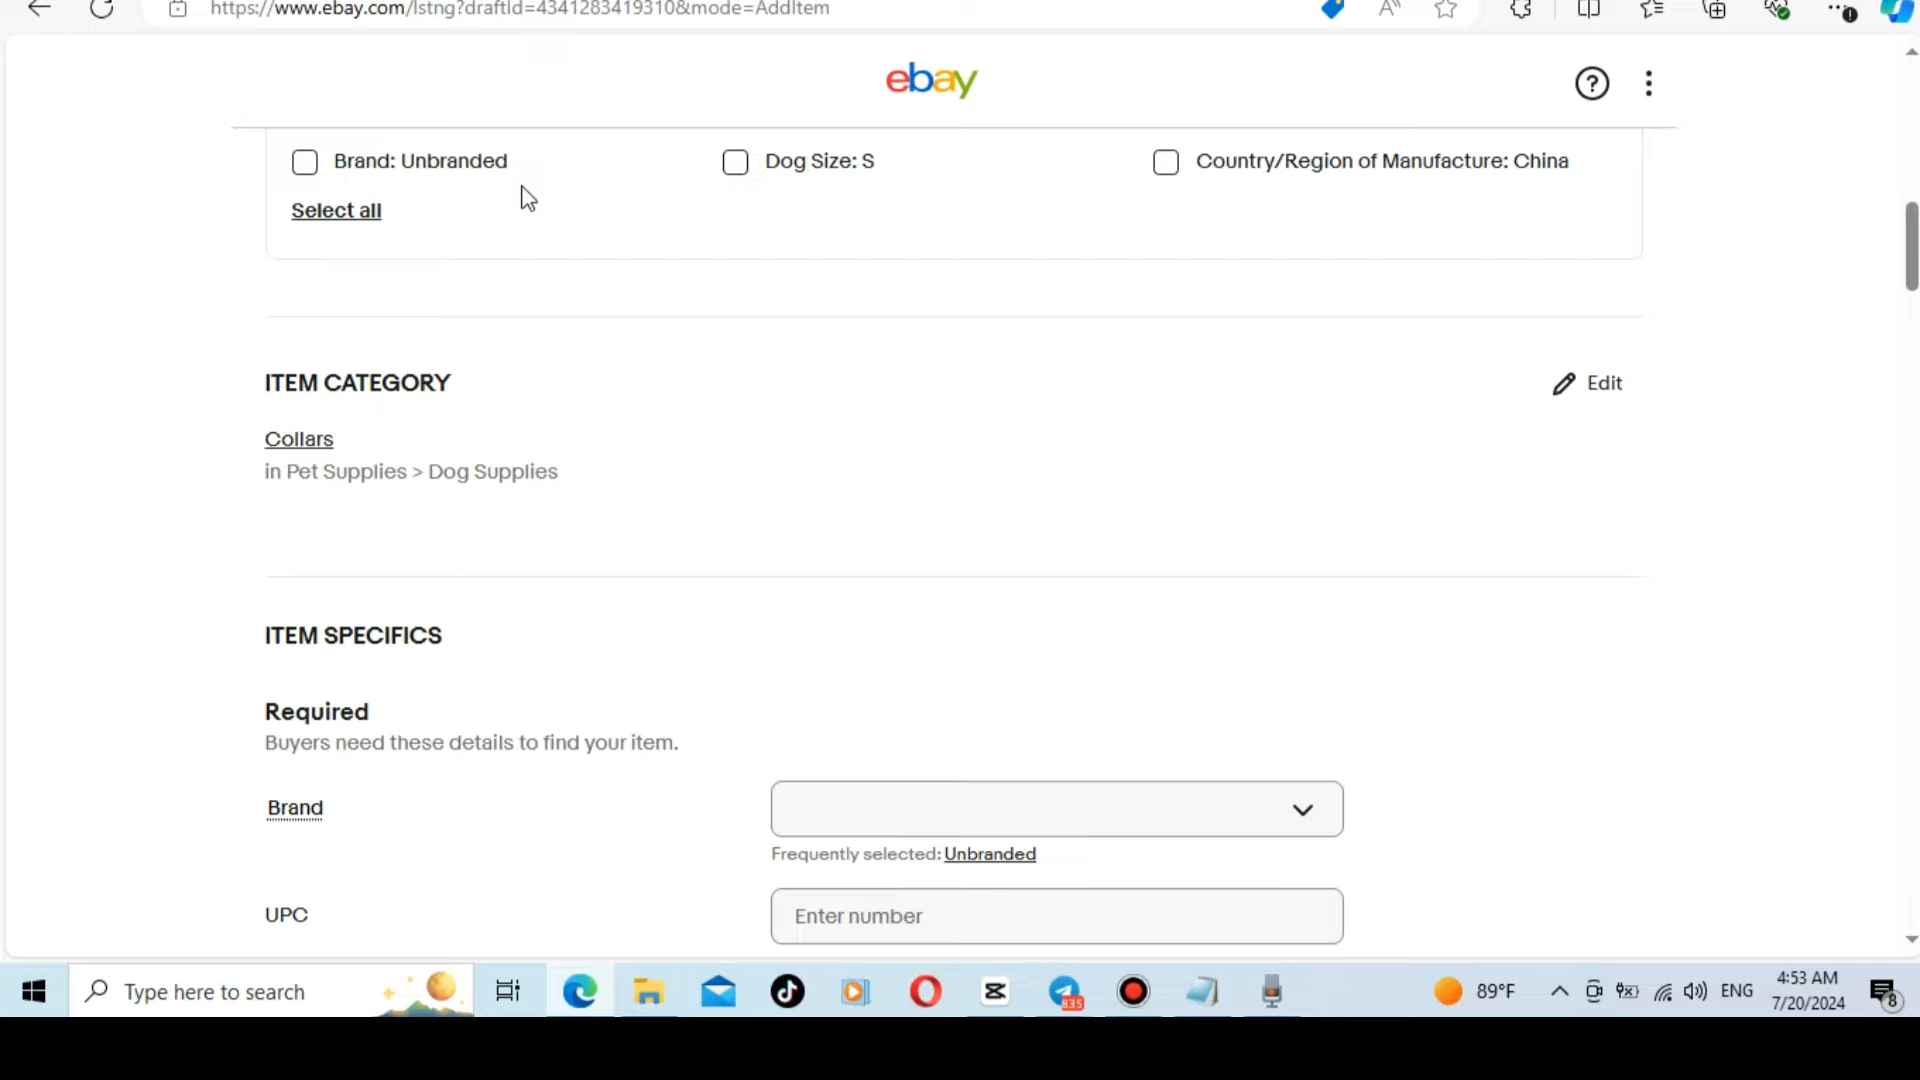 https://www.ebay.com/lstng?draftId=4341283419310&mode=AddItem
ebay
Brand: Unbranded
Dog Size: S
Country/Region of Manufacture: China
Select all
ITEM CATEGORY
Edit
Collars
in Pet Supplies > Dog Supplies
ITEM SPECIFICS
Required
Buyers need these details to find your item.
Brand
Frequently selected: Unbranded
UPC
Enter number
Type here to search
835
89°F
ENG
4:53 AM
7/20/2024
8